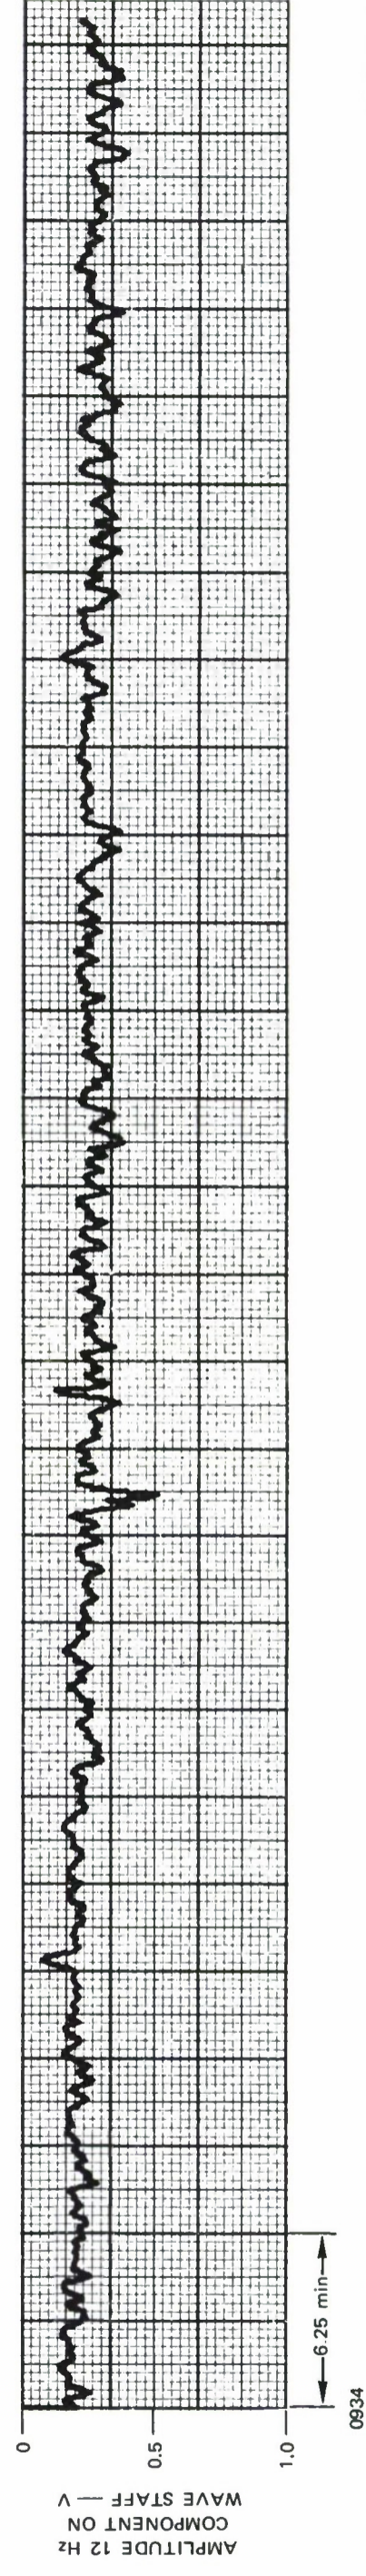 AMPLITUDE 12 Hz
COMPONENT ON
WAVE STAFF — V
0
0.5
1.0
6.25 min
0934